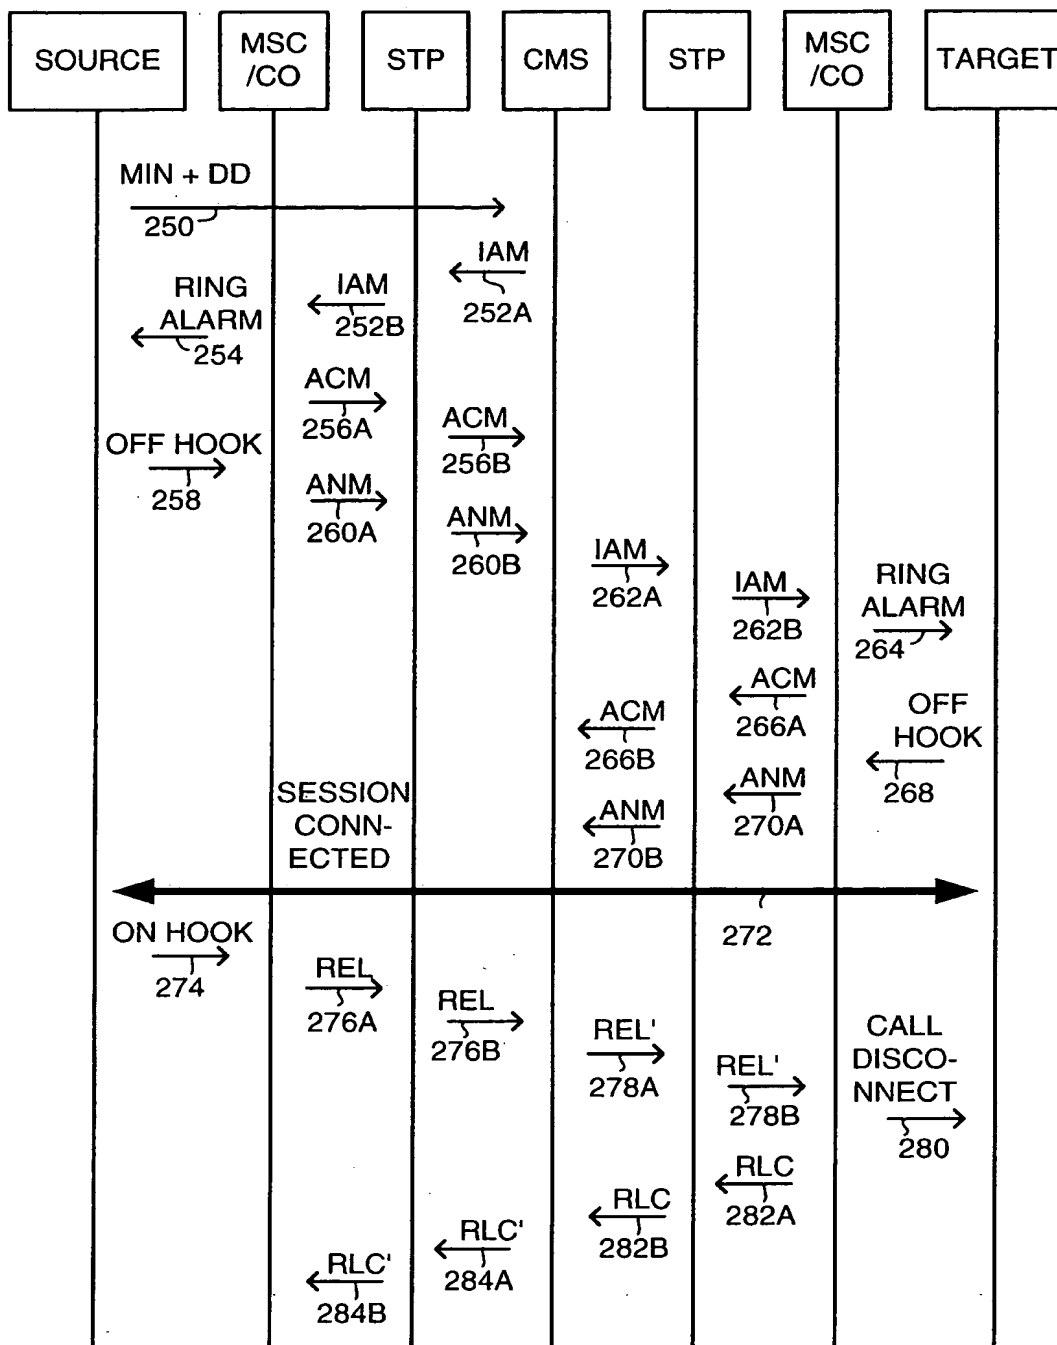 SOURCE
MSC
/CO
STP
CMS
STP
MSC
/CO
TARGET
MIN + DD
250
IAM
252A
IAM
252B
RING
ALARM
254
ACM
256A
ACM
256B
OFF HOOK
258
ANM
260A
ANM
260B
IAM
262A
IAM
262B
RING
ALARM
264
ACM
266A
ACM
266B
OFF
HOOK
268
ANM
270A
ANM
270B
SESSION
CONN-
ECTED
272
ON HOOK
274
REL
276A
REL
276B
REL'
278A
REL'
278B
CALL
DISCO-
NNECT
280
RLC
282A
RLC
282B
RLC'
284A
RLC'
284B